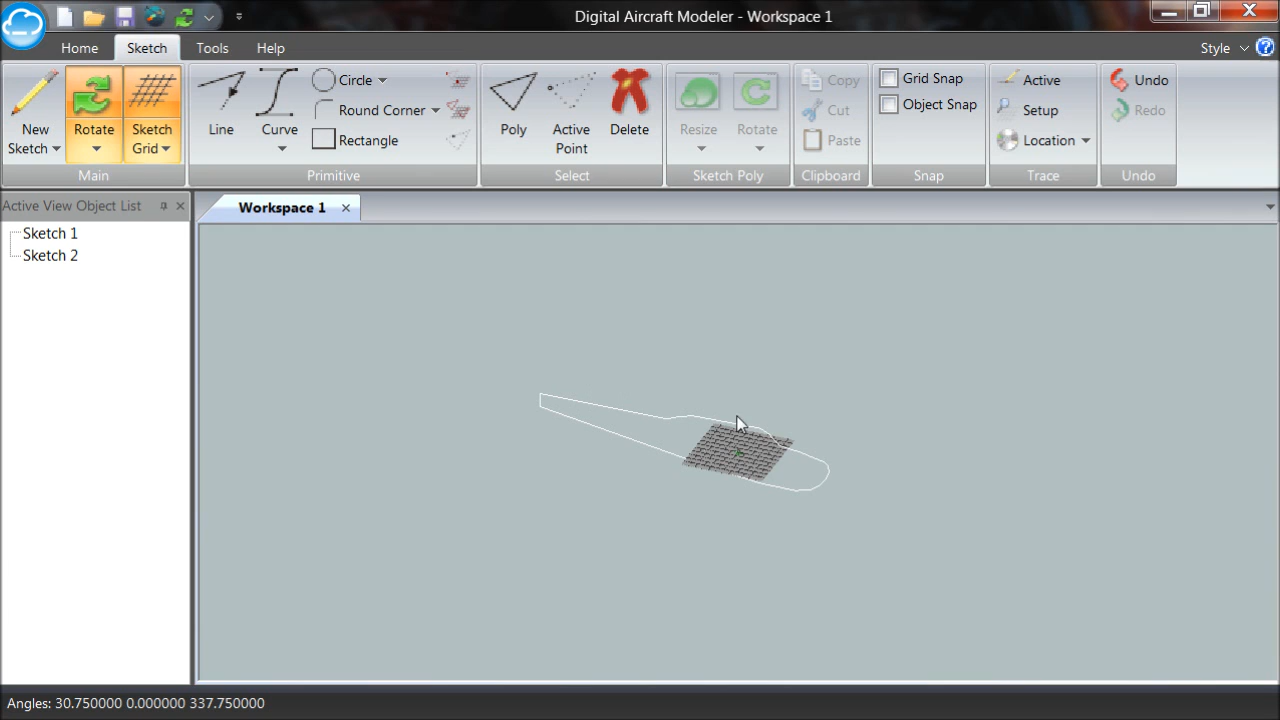 Digital Aircraft Modeler - Workspace 1
Home Sketch Tools Help Style
New Sketch
Rotate
Sketch Grid
Main
Line
Curve
Circle
Round Corner
Rectangle
Primitive
Poly
Active Point
Delete
Select
Resize
Rotate
Sketch Poly
Copy
Cut
Paste
Clipboard
Grid Snap
Object Snap
Snap
Active
Setup
Location
Trace
Undo
Redo
Undo
Active View Object List
Sketch 1
Sketch 2
Workspace 1
Angles: 30.750000 0.000000 337.750000